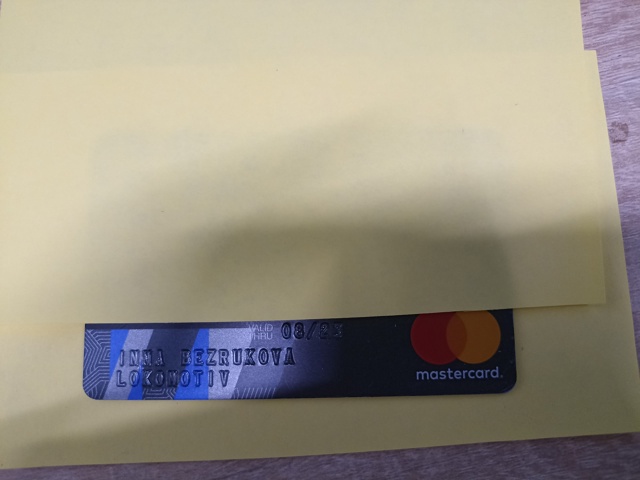 VALID
THRU
INNA BEZRUKOVA
LOKOMOTIV
mastercard.